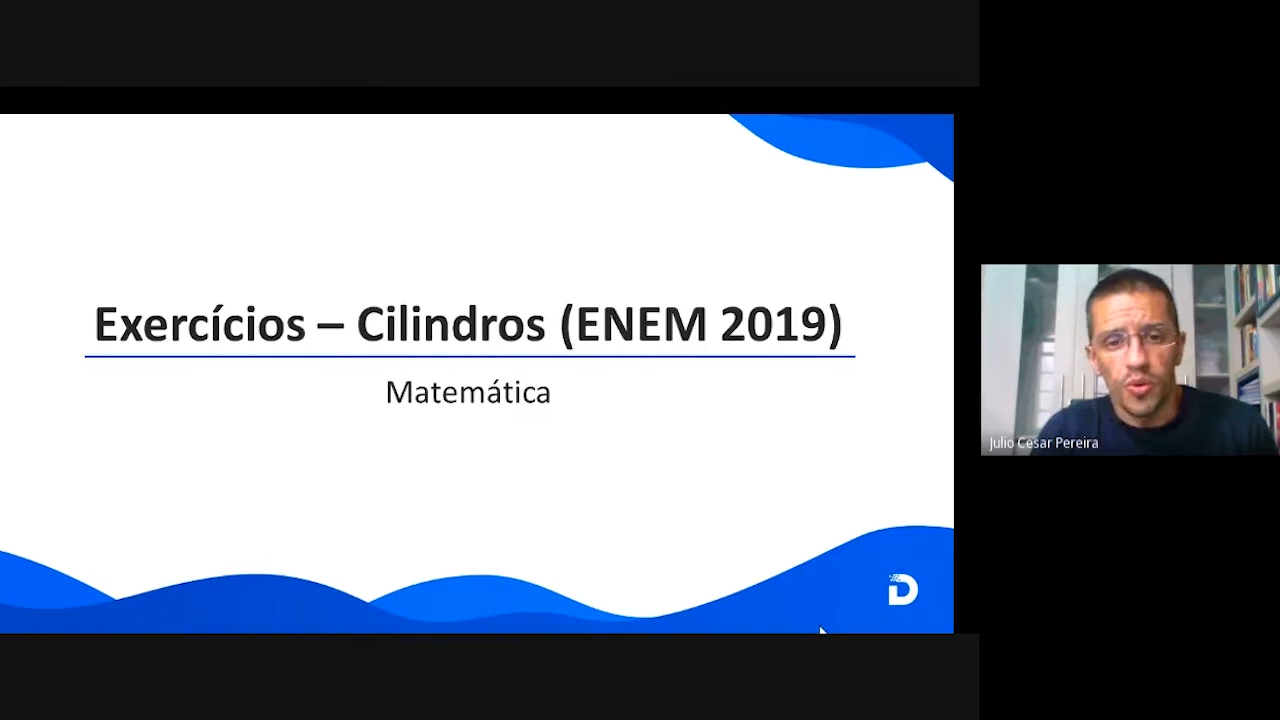 Exercícios – Cilindros (ENEM 2019)
Matemática
Julio Cesar Pereira